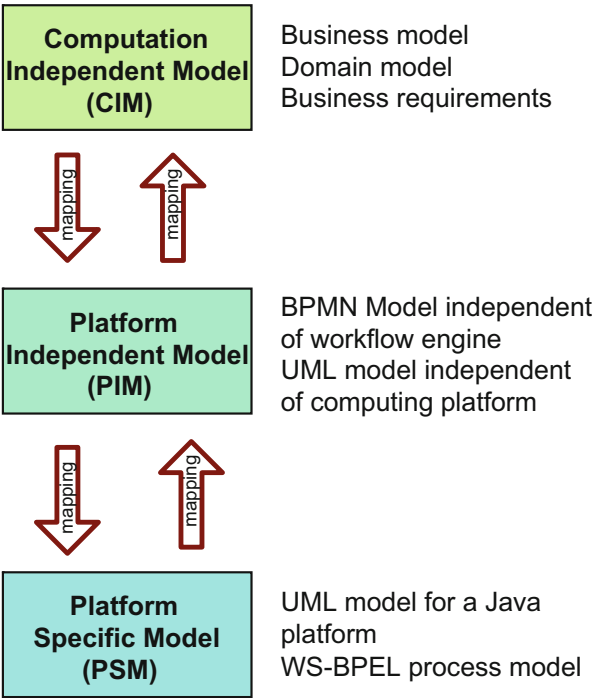 Computation
Independent Model
(CIM)
Business model
Domain model
Business requirements
mapping
mapping
Platform
Independent Model
(PIM)
BPMN Model independent
of workflow engine
UML model independent
of computing platform
mapping
mapping
Platform
Specific Model
(PSM)
UML model for a Java
platform
WS-BPEL process model